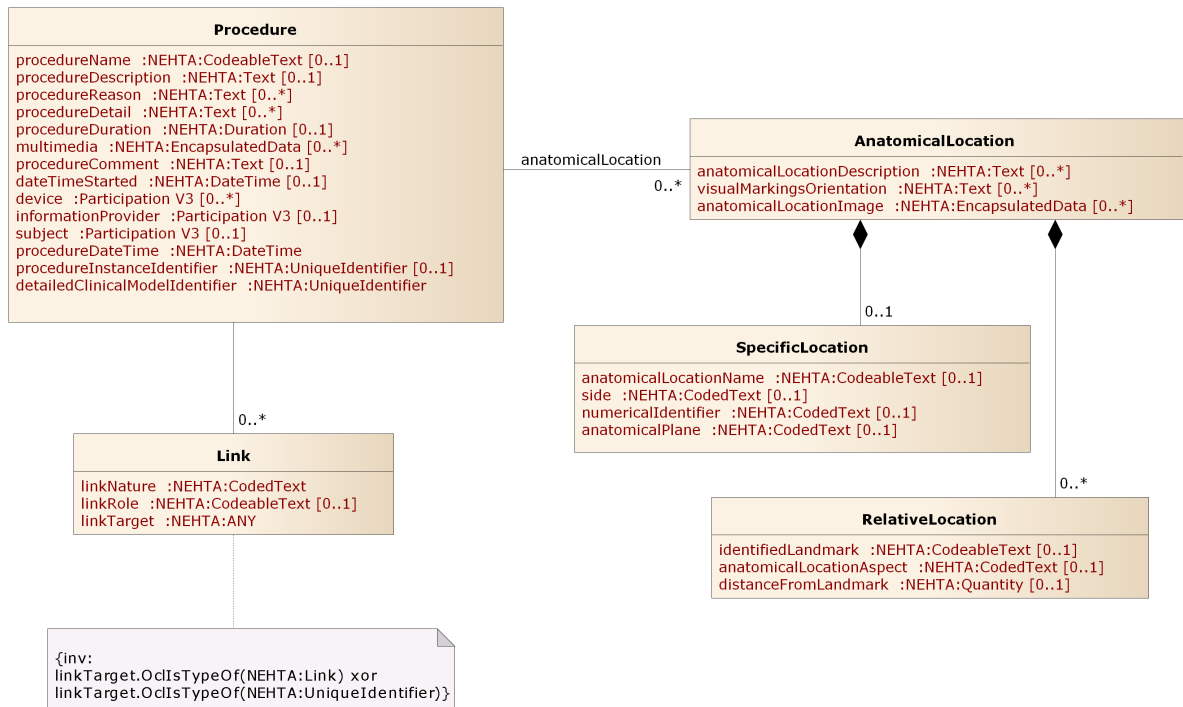 Procedure
procedureName :NEHTA:CodeableText [0..1]
procedureDescription :NEHTA:Text [0..1]
procedureReason :NEHTA:Text [0..*]
procedureDetail :NEHTA:Text [0..*]
procedureDuration :NEHTA:Duration [0..1]
multimedia :NEHTA:EncapsulatedData [0..*]
procedureComment :NEHTA:Text [0..1]
dateTimeStarted :NEHTA:DateTime [0..1]
device :Participation V3 [0..*]
informationProvider :Participation V3 [0..1]
subject :Participation V3 [0..1]
procedureDateTime :NEHTA:DateTime
procedureInstanceIdentifier :NEHTA:UniqueIdentifier [0..1]
detailedClinicalModelIdentifier :NEHTA:UniqueIdentifier
anatomicalLocation
0..*
AnatomicalLocation
anatomicalLocationDescription :NEHTA:Text [0..*]
visualMarkingsOrientation :NEHTA:Text [0..*]
anatomicalLocationImage :NEHTA:EncapsulatedData [0..*]
0..1
SpecificLocation
anatomicalLocationName :NEHTA:CodeableText [0..1]
side :NEHTA:CodedText [0..1]
numericalIdentifier :NEHTA:CodedText [0..1]
anatomicalPlane :NEHTA:CodedText [0..1]
0..*
Link
linkNature :NEHTA:CodedText
linkRole :NEHTA:CodeableText [0..1]
linkTarget :NEHTA:ANY
0..*
RelativeLocation
identifiedLandmark :NEHTA:CodeableText [0..1]
anatomicalLocationAspect :NEHTA:CodedText [0..1]
distanceFromLandmark :NEHTA:Quantity [0..1]
{inv:
linkTarget.OclIsTypeOf(NEHTA:Link) xor
linkTarget.OclIsTypeOf(NEHTA:UniqueIdentifier)}